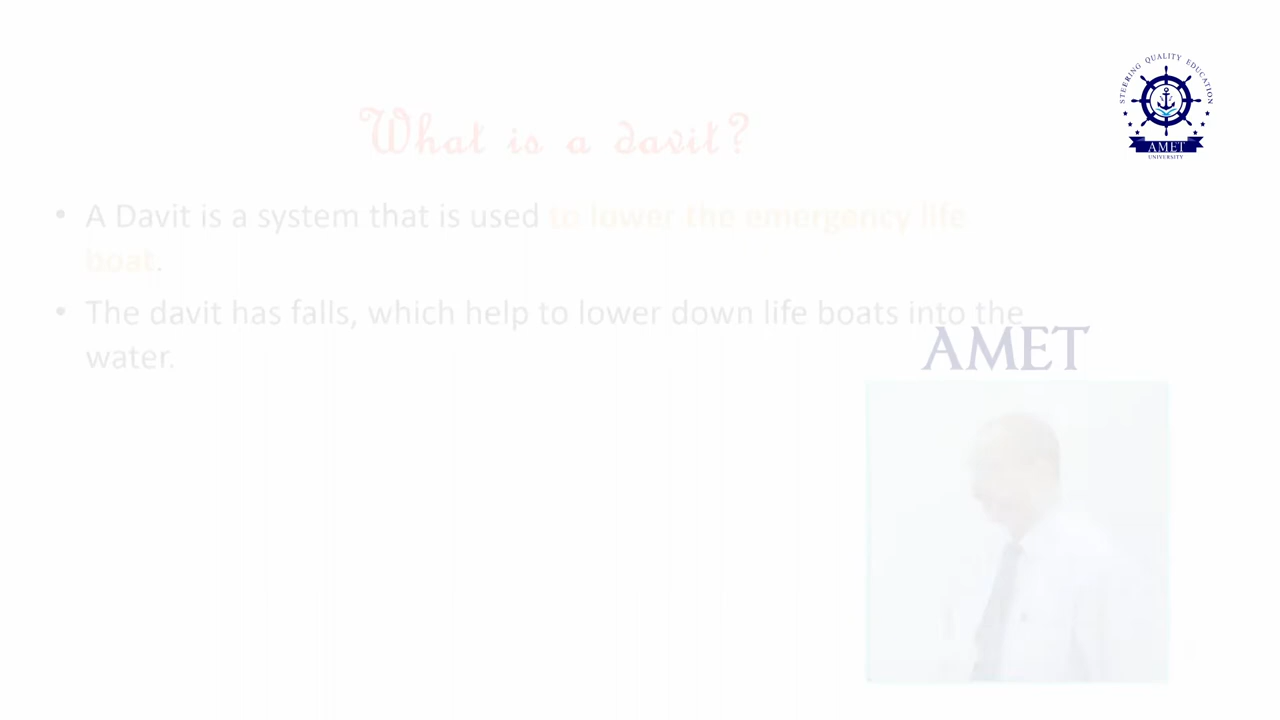 STEERING QUALITY EDUCATION
AMET
UNIVERSITY
What is a davit?
• A Davit is a system that is used to lower the emergency life
boat.
• The davit has falls, which help to lower down life boats into the
water.
AMET